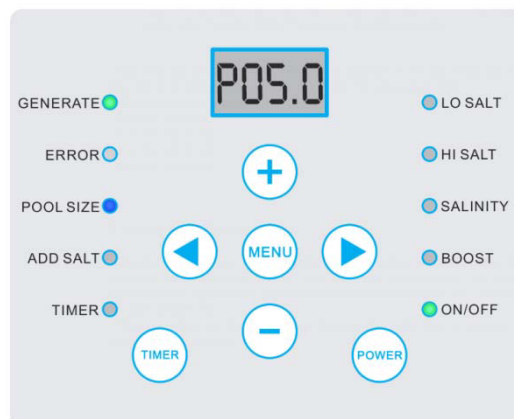 P05.0
GENERATE
LO SALT
ERROR
HI SALT
POOL SIZE
SALINITY
ADD SALT
MENU
BOOST
TIMER
ON/OFF
TIMER
POWER